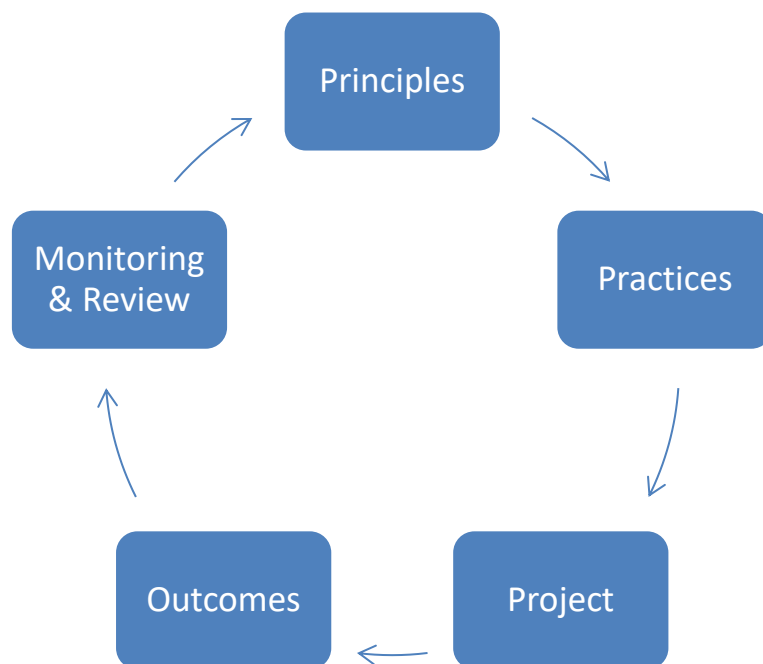 Principles
Practices
Project
Outcomes
Monitoring
& Review